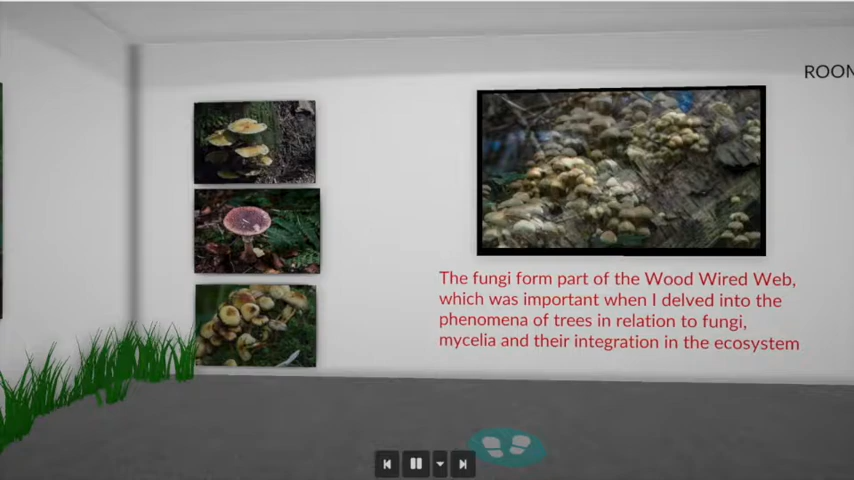 ROOM
The fungi form part of the Wood Wired Web,
which was important when I delved into the
phenomena of trees in relation to fungi,
mycelia and their integration in the ecosystem